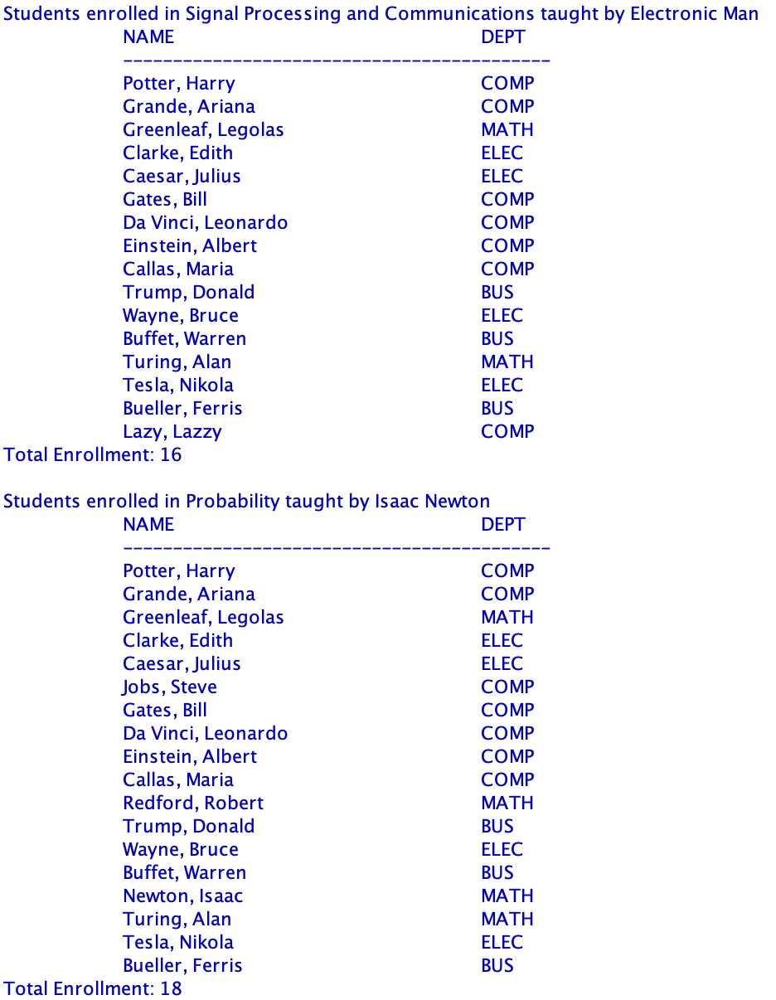 Students enrolled in Signal Processing and Communications taught by Electronic Man
NAME DEPT
-------------------------------------------
Potter, Harry COMP
Grande, Ariana COMP
Greenleaf, Legolas MATH
Clarke, Edith ELEC
Caesar, Julius ELEC
Gates, Bill COMP
Da Vinci, Leonardo COMP
Einstein, Albert COMP
Callas, Maria COMP
Trump, Donald BUS
Wayne, Bruce ELEC
Buffet, Warren BUS
Turing, Alan MATH
Tesla, Nikola ELEC
Bueller, Ferris BUS
Lazy, Lazzy COMP
Total Enrollment: 16
Students enrolled in Probability taught by Isaac Newton
NAME DEPT
-------------------------------------------
Potter, Harry COMP
Grande, Ariana COMP
Greenleaf, Legolas MATH
Clarke, Edith ELEC
Caesar, Julius ELEC
Jobs, Steve COMP
Gates, Bill COMP
Da Vinci, Leonardo COMP
Einstein, Albert COMP
Callas, Maria COMP
Redford, Robert MATH
Trump, Donald BUS
Wayne, Bruce ELEC
Buffet, Warren BUS
Newton, Isaac MATH
Turing, Alan MATH
Tesla, Nikola ELEC
Bueller, Ferris BUS
Total Enrollment: 18